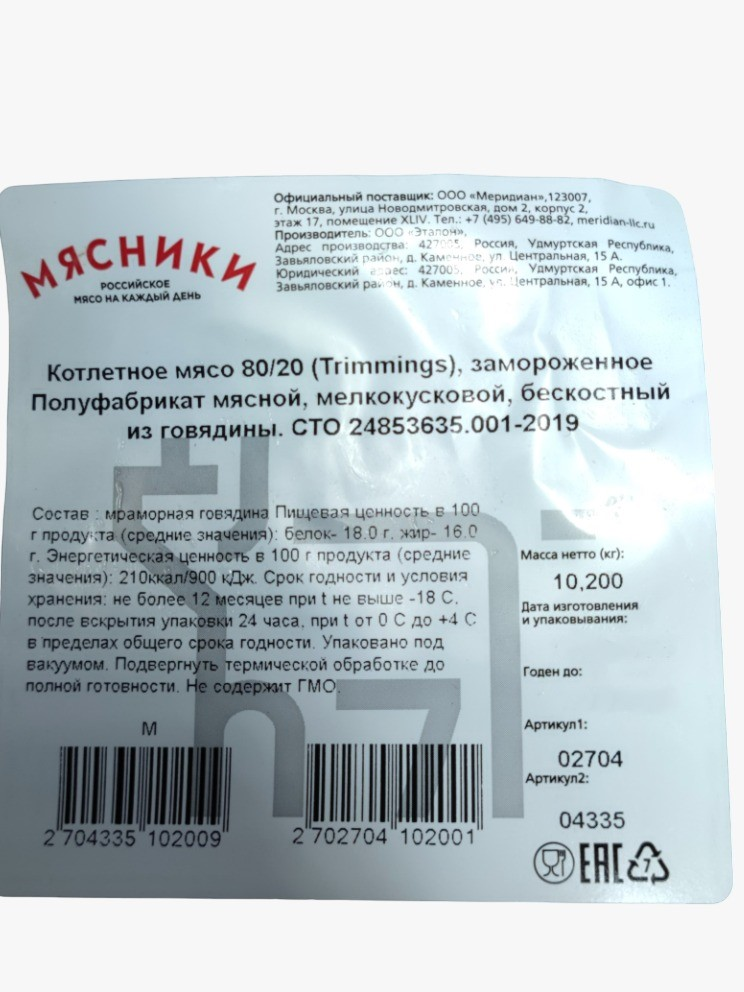 Официальный поставщик: ООО «Меридиан»,123007,
г. Москва, улица Новодмитровская, дом 2, корпус 2,
этаж 17, помещение XLIV. Тел.: +7 (495) 649-88-82, meridian-llc.ru
Производитель: ООО «Эталон»,
Адрес производства: 427005, Россия, Удмуртская Республика,
Завьяловский район, д. Каменное, ул. Центральная, 15 А.
Юридический адрес: 427005, Россия, Удмуртская Республика,
Завьяловский район, д. Каменное, ул. Центральная, 15 А, офис 1.
МЯСНИКИ
РОССИЙСКОЕ
МЯСО НА КАЖДЫЙ ДЕНЬ
Котлетное мясо 80/20 (Trimmings), замороженное
Полуфабрикат мясной, мелкокусковой, бескостный
из говядины. СТО 24853635.001-2019
Состав : мраморная говядина Пищевая ценность в 100
г продукта (средние значения): белок- 18.0 г. жир- 16.0
г. Энергетическая ценность в 100 г продукта (средние
значения): 210ккал/900 кДж. Срок годности и условия
хранения: не более 12 месяцев при t не выше -18 С,
после вскрытия упаковки 24 часа, при t от 0 С до +4 С
в пределах общего срока годности. Упаковано под
вакуумом. Подвергнуть термической обработке до
полной готовности. Не содержит ГМО.
М
2 704335 102009
2 702704 102001
Масса нетто (кг):
10,200
Дата изготовления
и упаковывания:
Годен до:
Артикул1:
02704
Артикул2:
04335
EAC
7